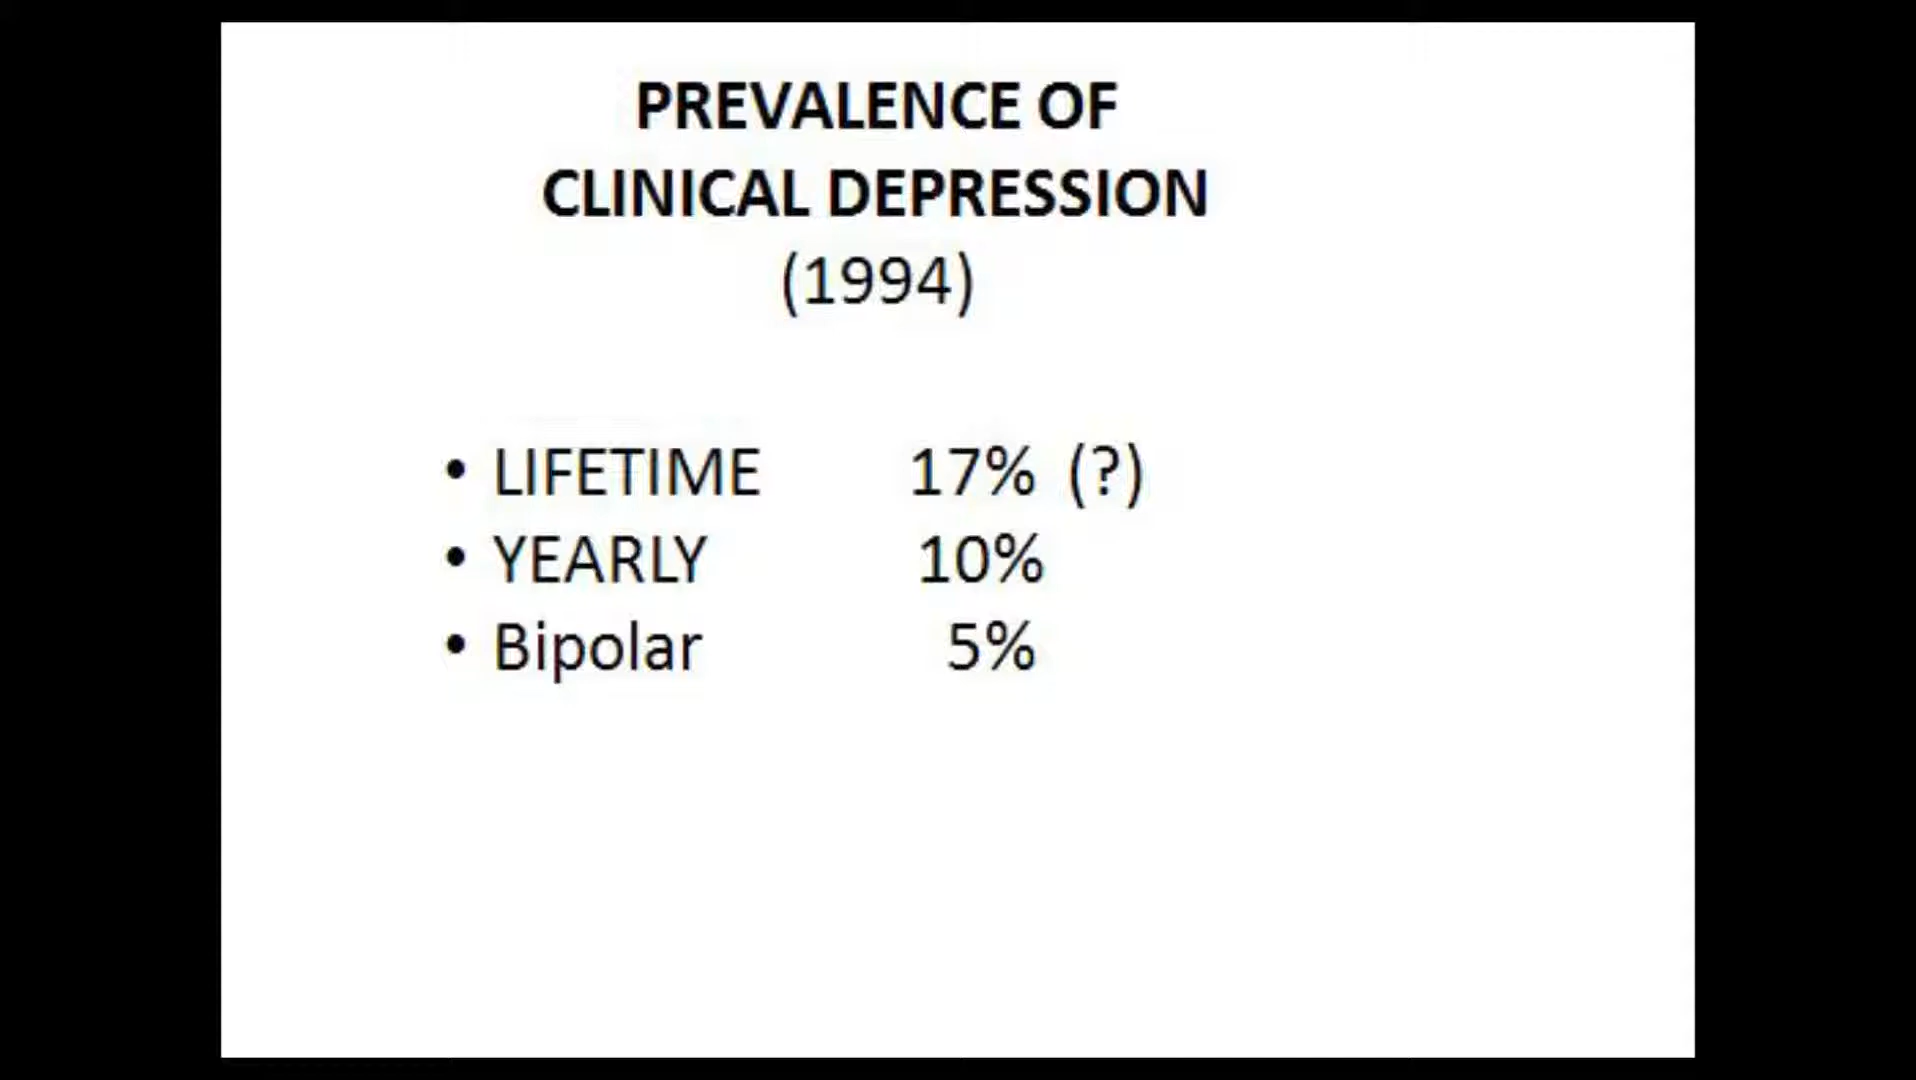 PREVALENCE OF
CLINICAL DEPRESSION
(1994)
• LIFETIME 17% (?)
• YEARLY 10%
• Bipolar 5%